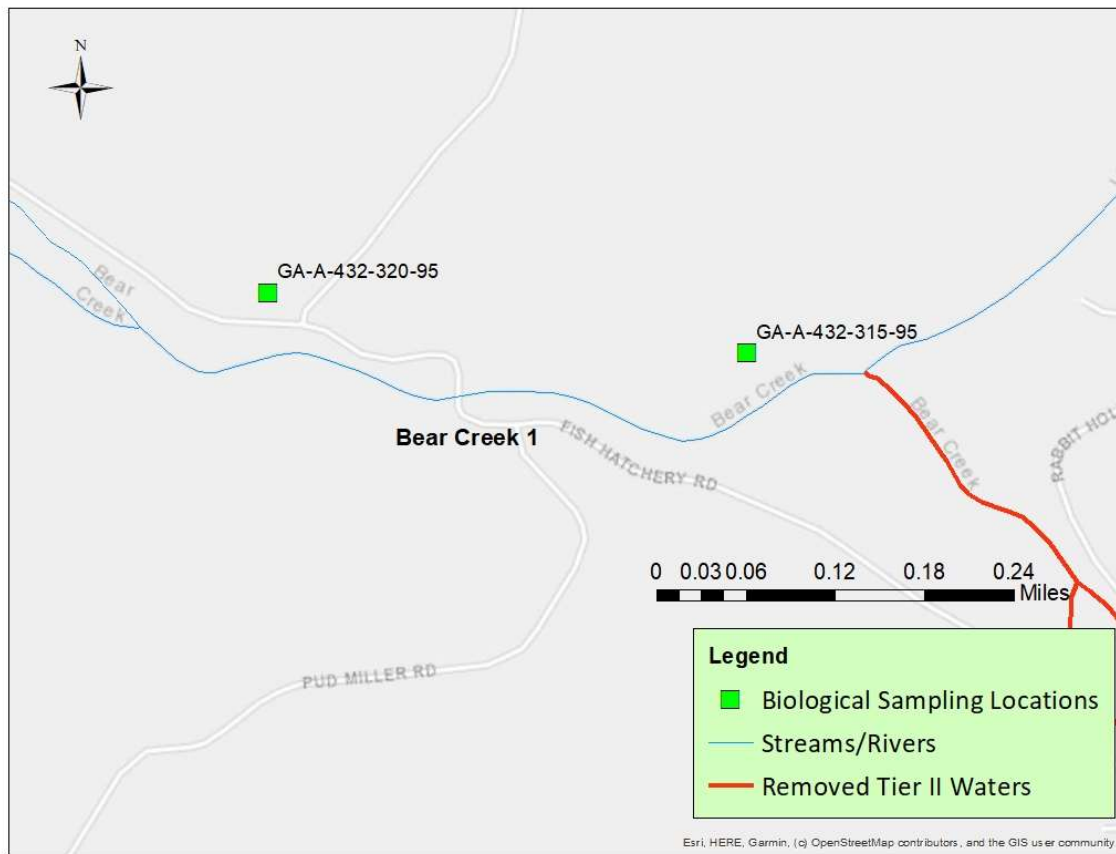 N
GA-A-432-320-95
Bear
Creek
GA-A-432-315-95
Bear Creek
Bear Creek
Bear Creek 1
FISH HATCHERY RD
0 0.03 0.06 0.12 0.18 0.24
Miles
PUD MILLER RD
Legend
Biological Sampling Locations
Streams/Rivers
Removed Tier II Waters
Esri, HERE, Garmin, (c) OpenStreetMap contributors, and the GIS user community